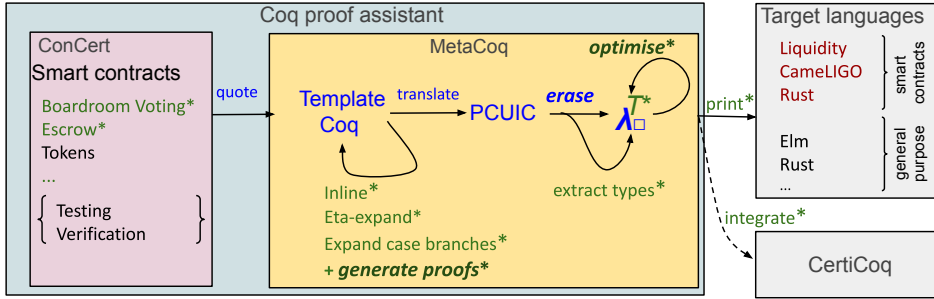 Coq proof assistant
ConCert
Smart contracts
Boardroom Voting*
Escrow*
Tokens
...
Testing
Verification
quote
MetaCoq
Template
Coq
translate
PCUIC
erase
optimise*
T*
λ□
extract types*
Inline*
Eta-expand*
Expand case branches*
+ generate proofs*
print*
integrate*
Target languages
Liquidity
CameLIGO
Rust
smart
contracts
Elm
Rust
...
general
purpose
CertiCoq